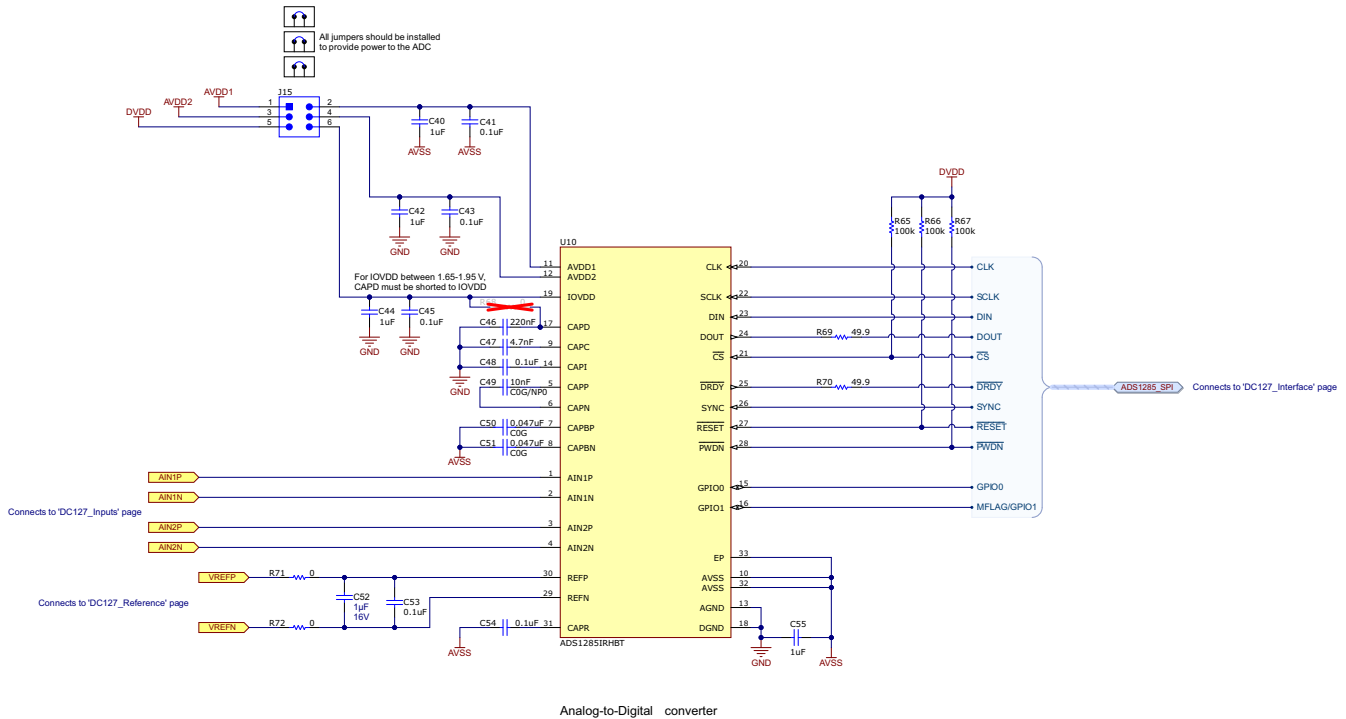 All jumpers should be installed
to provide power to the ADC
J15
AVDD1
AVDD2
DVDD
1 2
3 4
5 6
C40
1uF
AVSS
C41
0.1uF
AVSS
C42
1uF
GND
C43
0.1uF
GND
For IOVDD between 1.65-1.95 V,
CAPD must be shorted to IOVDD
C44
1uF
GND
C45
0.1uF
GND
C46 220nF
C47 4.7nF
C48 0.1uF
GND
C49 10nF
C0G/NP0
C50 0.047uF
C0G
C51 0.047uF
C0G
AVSS
AIN1P
AIN1N
Connects to 'DC127_Inputs' page
AIN2P
AIN2N
VREFP
R71 0
Connects to 'DC127_Reference' page
C52
1µF
16V
C53
0.1uF
VREFN
R72 0
C54 0.1uF
AVSS
U10
11 AVDD1
12 AVDD2
19 IOVDD
17 CAPD
9 CAPC
14 CAPI
5 CAPP
6 CAPN
7 CAPBP
8 CAPBN
1 AIN1P
2 AIN1N
3 AIN2P
4 AIN2N
30 REFP
29 REFN
31 CAPR
CLK 20
SCLK 22
DIN 23
DOUT 24
CS 21
DRDY 25
SYNC 26
RESET 27
PWDN 28
GPIO0 15
GPIO1 16
EP 33
AVSS 10
AVSS 32
AGND 13
DGND 18
ADS1285IRHBT
GND
C55
1uF
AVSS
DVDD
R65
100k
R66
100k
R67
100k
R69 49.9
R70 49.9
CLK
SCLK
DIN
DOUT
CS
DRDY
SYNC
RESET
PWDN
GPIO0
MFLAG/GPIO1
ADS1285_SPI
Connects to 'DC127_Interface' page
Analog-to-Digital converter